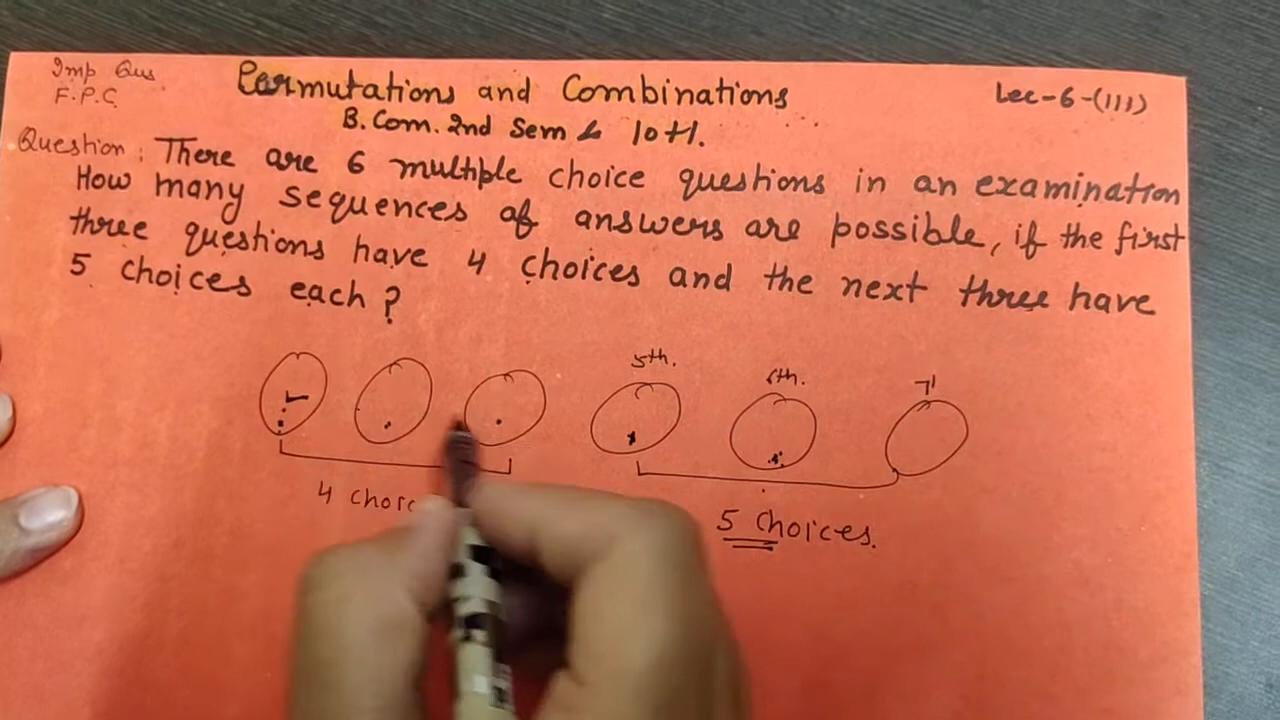 Imp Qus
F.P.C
Permutations and Combinations
Lec-6-(111)
B.Com. 2nd Sem & 10+1.
Question: There are 6 multiple choice questions in an examination
How many sequences of answers are possible, if the first
three questions have 4 choices and the next three have
5 choices each?
5th.
6th.
4
5 Choices.